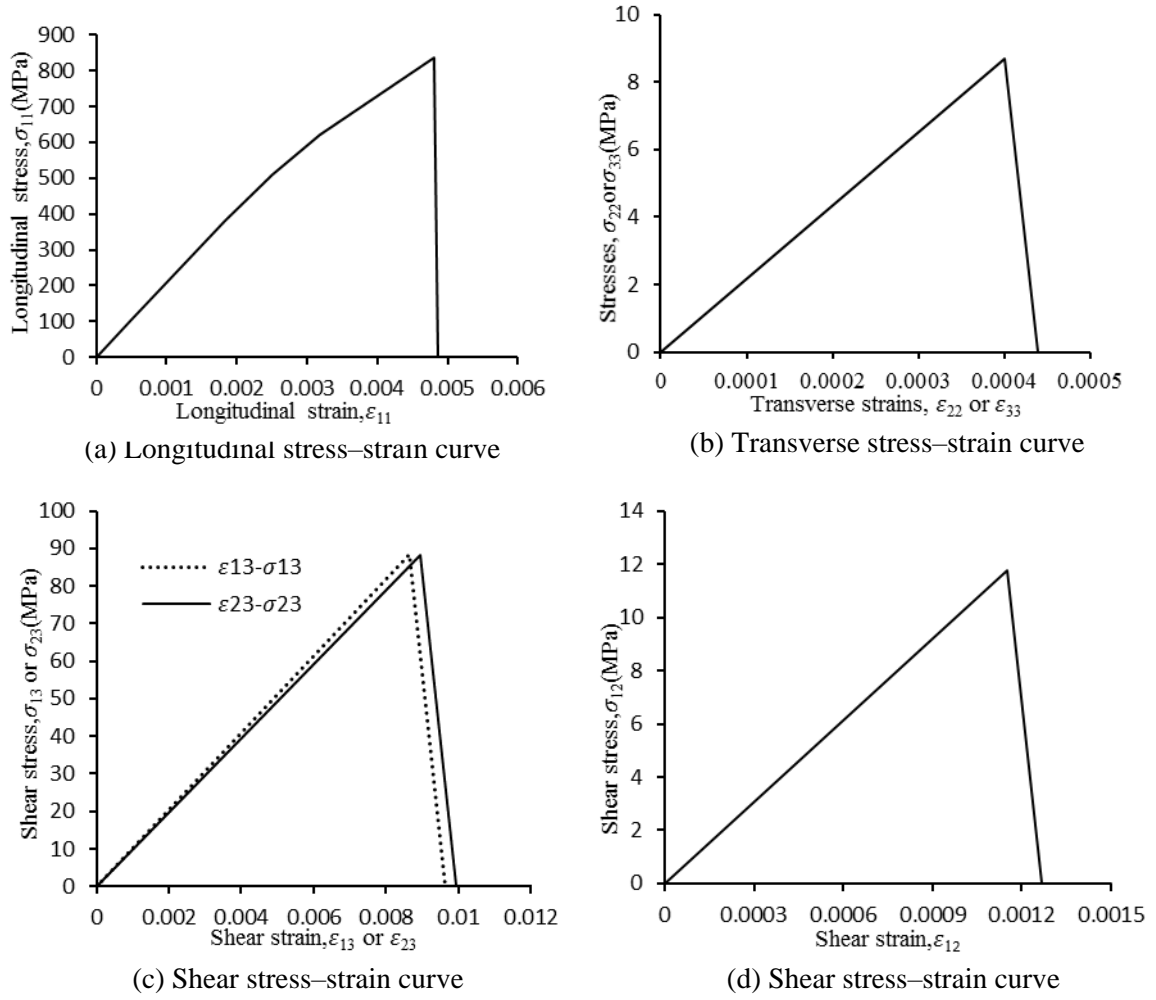 900
800
700
600
500
400
300
200
100
0
Longitudinal stress,σ₁₁(MPa)
0 0.001 0.002 0.003 0.004 0.005 0.006
Longitudinal strain,ε₁₁
(a) Longitudinal stress–strain curve
10
8
6
4
2
0
Stresses, σ₂₂orσ₃₃(MPa)
0 0.0001 0.0002 0.0003 0.0004 0.0005
Transverse strains, ε₂₂ or ε₃₃
(b) Transverse stress–strain curve
100
90
80
70
60
50
40
30
20
10
0
Shear stress,σ₁₃ or σ₂₃(MPa)
ε13-σ13
ε23-σ23
0 0.002 0.004 0.006 0.008 0.01 0.012
Shear strain,ε₁₃ or ε₂₃
(c) Shear stress–strain curve
14
12
10
8
6
4
2
0
Shear stress,σ₁₂(MPa)
0 0.0003 0.0006 0.0009 0.0012 0.0015
Shear strain,ε₁₂
(d) Shear stress–strain curve